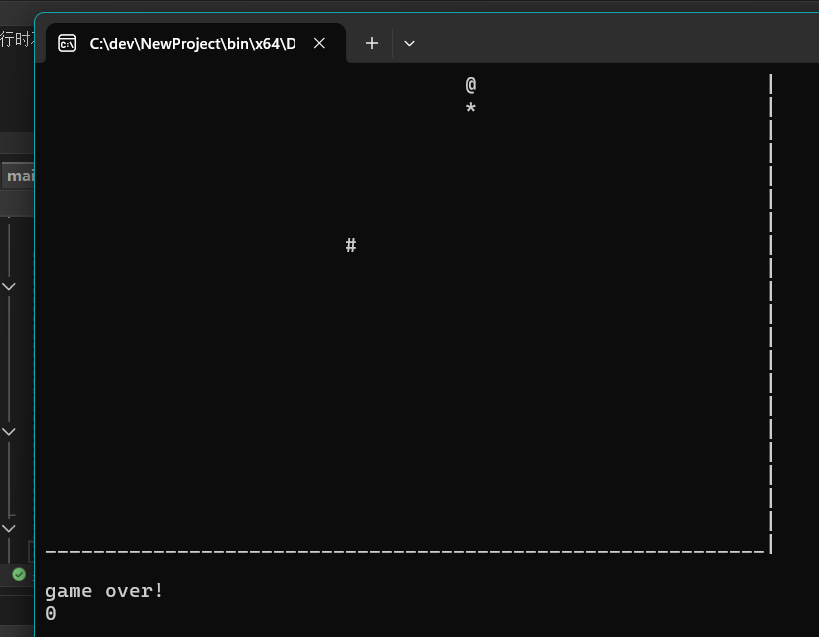 行时
C:\dev\NewProject\bin\x64\D
mai
@
*
#
game over!
0